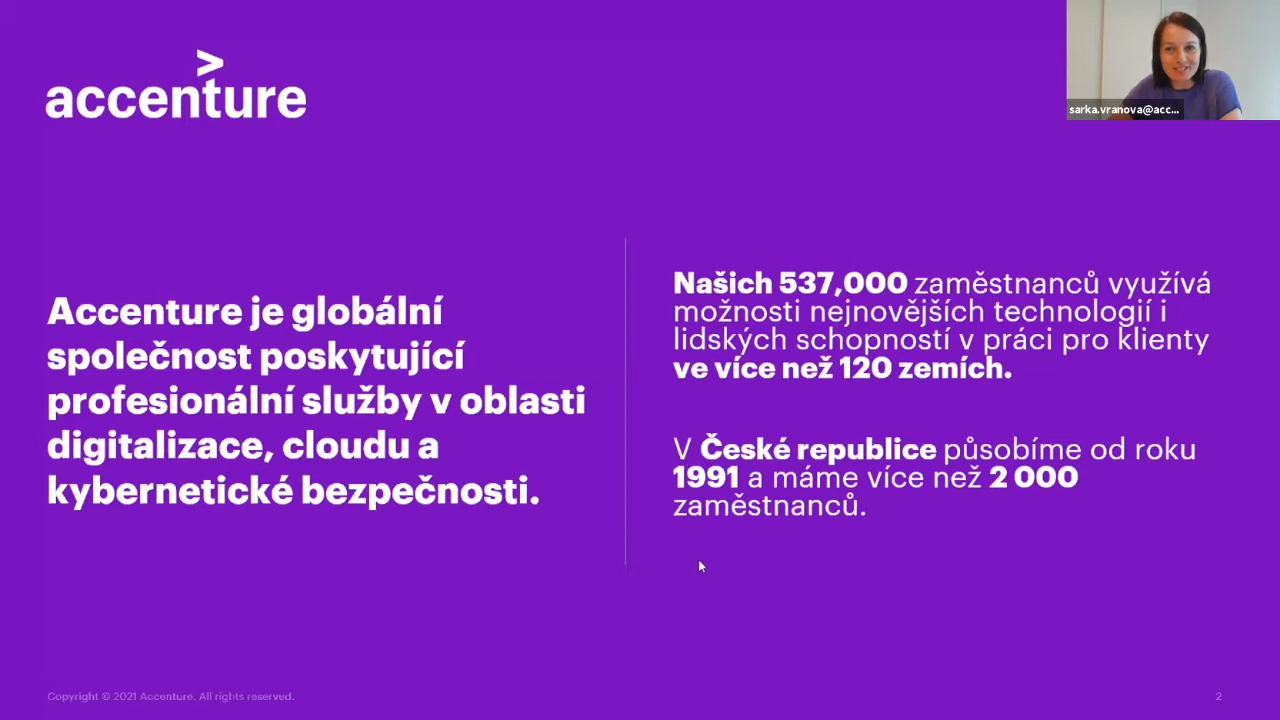 accenture
sarka.vranova@acc...
Accenture je globální
společnost poskytující
profesionální služby v oblasti
digitalizace, cloudu a
kybernetické bezpečnosti.
Našich 537,000 zaměstnanců využívá
možnosti nejnovějších technologií i
lidských schopností v práci pro klienty
ve více než 120 zemích.
V České republice působíme od roku
1991 a máme více než 2 000
zaměstnanců.
Copyright © 2021 Accenture. All rights reserved.
2